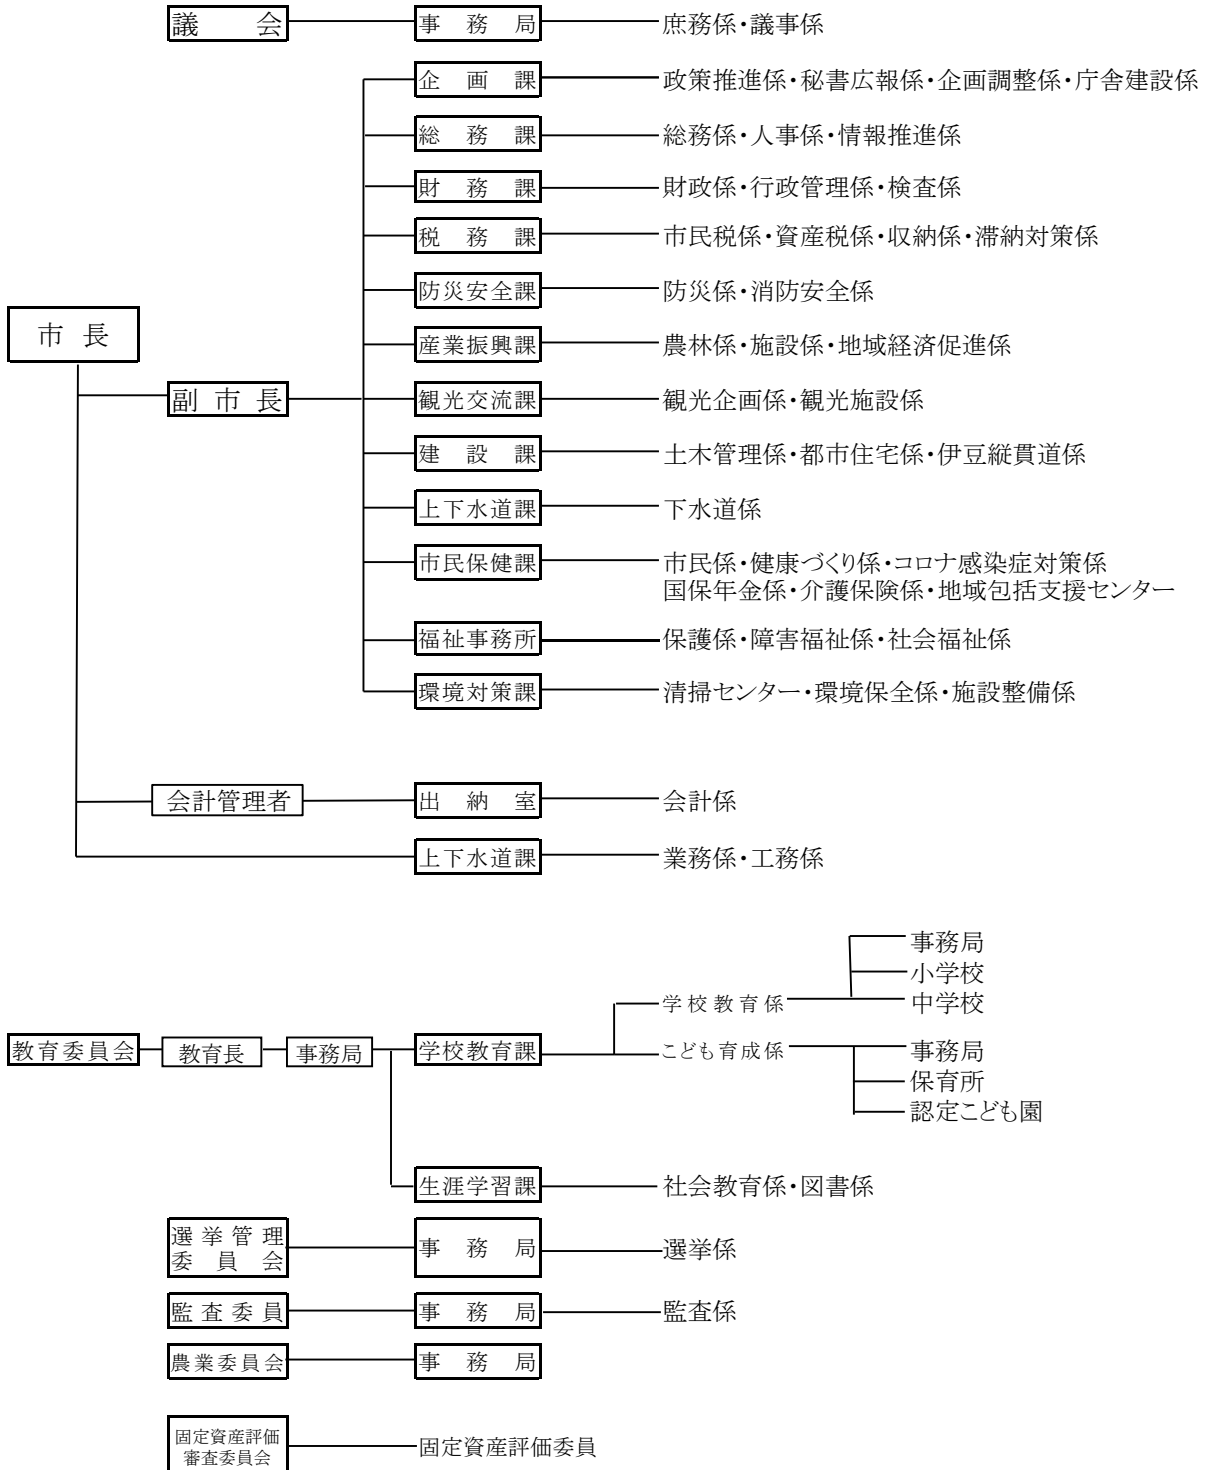 議会 事務局 庶務係・議事係
企画課 政策推進係・秘書広報係・企画調整係・庁舎建設係
総務課 総務係・人事係・情報推進係
財務課 財政係・行政管理係・検査係
税務課 市民税係・資産税係・収納係・滞納対策係
防災安全課 防災係・消防安全係
市長
産業振興課 農林係・施設係・地域経済促進係
副市長 観光交流課 観光企画係・観光施設係
建設課 土木管理係・都市住宅係・伊豆縦貫道係
上下水道課 下水道係
市民保健課 市民係・健康づくり係・コロナ感染症対策係
国保年金係・介護保険係・地域包括支援センター
福祉事務所 保護係・障害福祉係・社会福祉係
環境対策課 清掃センター・環境保全係・施設整備係
会計管理者 出納室 会計係
上下水道課 業務係・工務係
事務局
小学校
学校教育係 中学校
教育委員会 教育長 事務局 学校教育課 こども育成係 事務局
保育所
認定こども園
生涯学習課 社会教育係・図書係
選挙管理
委員会 事務局 選挙係
監査委員 事務局 監査係
農業委員会 事務局
固定資産評価
審査委員会 固定資産評価委員